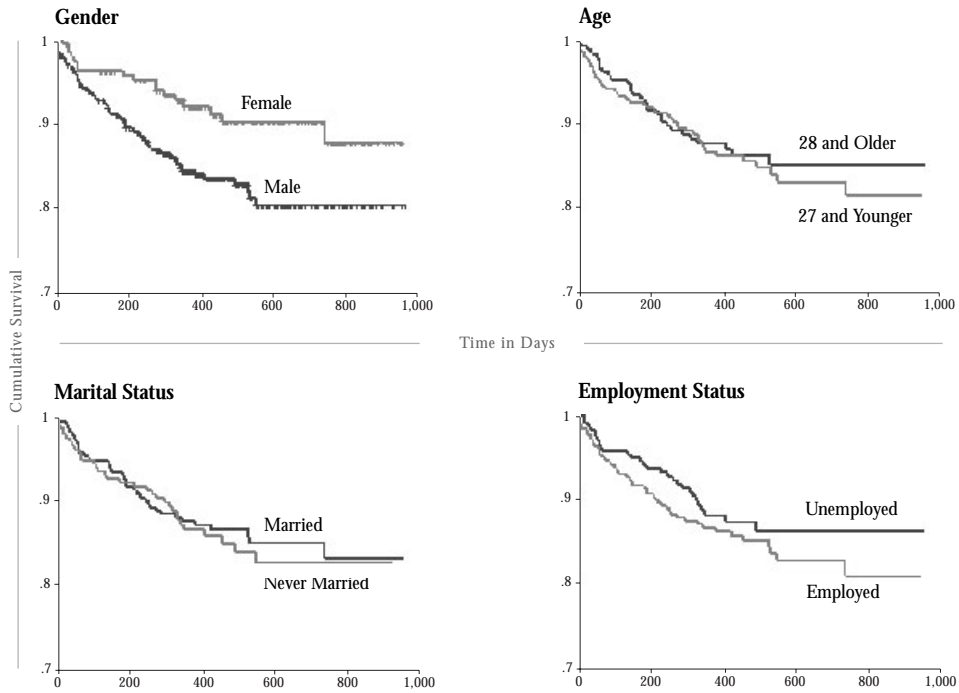 Gender
1
.9
.8
.7
0
200
400
600
800
1,000
Female
Male
Age
1
.9
.8
.7
0
200
400
600
800
1,000
28 and Older
27 and Younger
Cumulative Survival
Time in Days
Marital Status
1
.9
.8
.7
0
200
400
600
800
1,000
Married
Never Married
Employment Status
1
.9
.8
.7
0
200
400
600
800
1,000
Unemployed
Employed